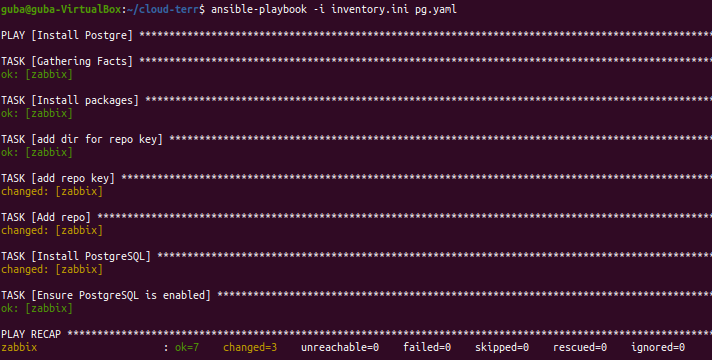 guba@guba-VirtualBox:~/cloud-terr$ ansible-playbook -i inventory.ini pg.yaml
PLAY [Install Postgre] *********************************************************************************************
TASK [Gathering Facts] *********************************************************************************************
ok: [zabbix]
TASK [Install packages] ********************************************************************************************
ok: [zabbix]
TASK [add dir for repo key] ****************************************************************************************
ok: [zabbix]
TASK [add repo key] ************************************************************************************************
changed: [zabbix]
TASK [Add repo] ****************************************************************************************************
changed: [zabbix]
TASK [Install PostgreSQL] ******************************************************************************************
changed: [zabbix]
TASK [Ensure PostgreSQL is enabled] ********************************************************************************
ok: [zabbix]
PLAY RECAP *********************************************************************************************************
zabbix                     : ok=7    changed=3    unreachable=0    failed=0    skipped=0    rescued=0    ignored=0